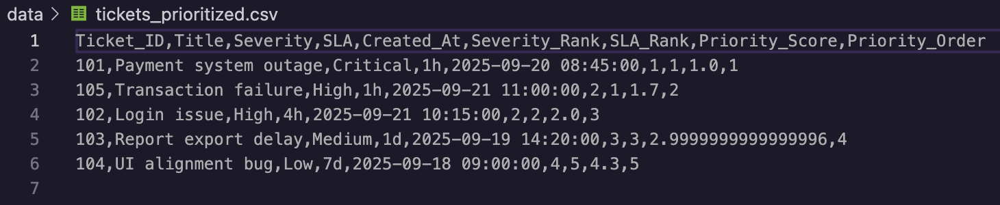 data > tickets_prioritized.csv
1 Ticket_ID,Title,Severity,SLA,Created_At,Severity_Rank,SLA_Rank,Priority_Score,Priority_Order
2 101,Payment system outage,Critical,1h,2025-09-20 08:45:00,1,1,1.0,1
3 105,Transaction failure,High,1h,2025-09-21 11:00:00,2,1,1.7,2
4 102,Login issue,High,4h,2025-09-21 10:15:00,2,2,2.0,3
5 103,Report export delay,Medium,1d,2025-09-19 14:20:00,3,3,2.9999999999999996,4
6 104,UI alignment bug,Low,7d,2025-09-18 09:00:00,4,5,4.3,5
7